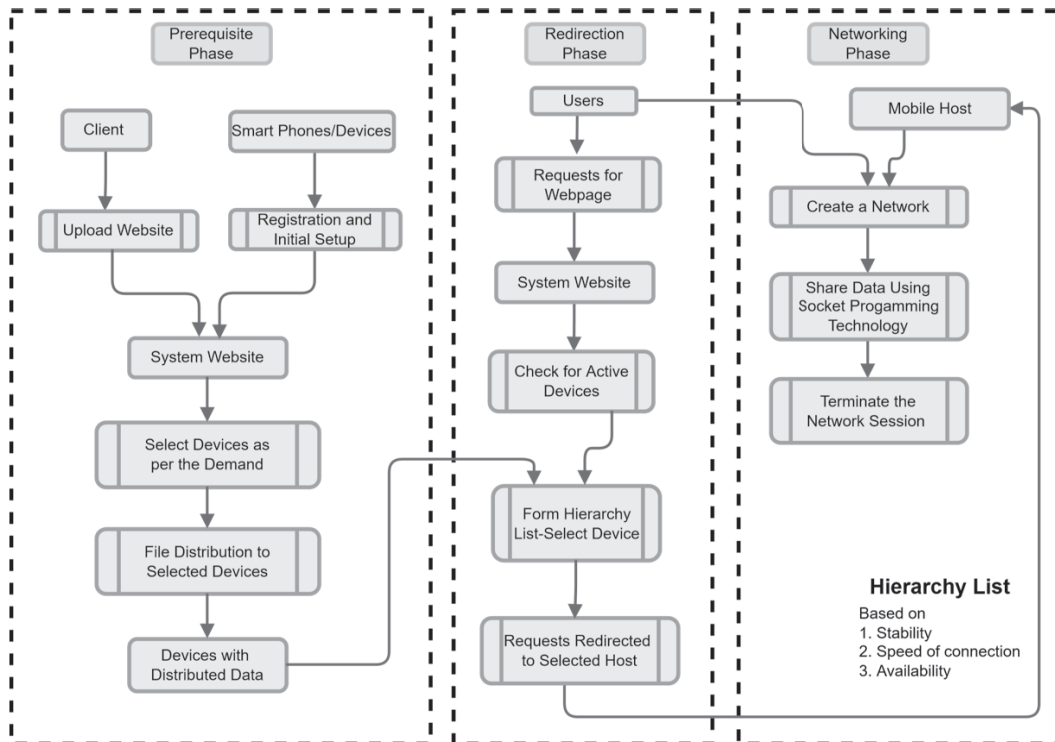 Prerequisite
Phase
Client
Smart Phones/Devices
Upload Website
Registration and
Initial Setup
System Website
Select Devices as
per the Demand
File Distribution to
Selected Devices
Devices with
Distributed Data
Redirection
Phase
Users
Requests for
Webpage
System Website
Check for Active
Devices
Form Hierarchy
List-Select Device
Requests Redirected
to Selected Host
Networking
Phase
Mobile Host
Create a Network
Share Data Using
Socket Progamming
Technology
Terminate the
Network Session
Hierarchy List
Based on
1. Stability
2. Speed of connection
3. Availability